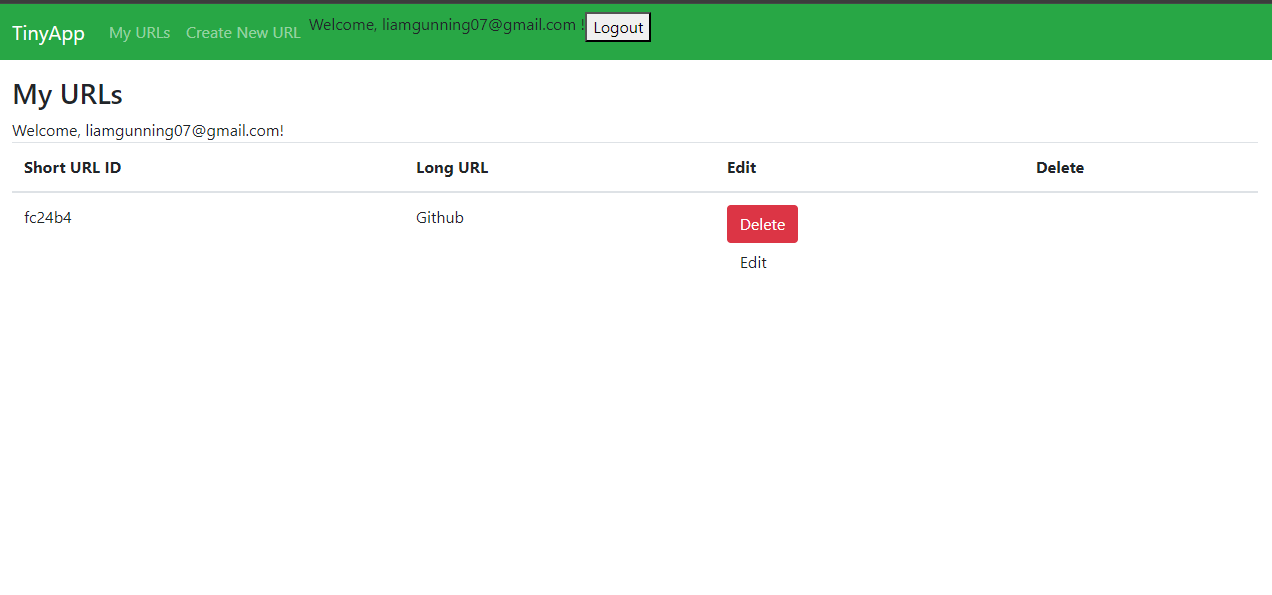 TinyApp My URLs Create New URL Welcome, liamgunning07@gmail.com ! Logout
My URLs
Welcome, liamgunning07@gmail.com!
Short URL ID Long URL Edit Delete
fc24b4 Github Delete
Edit